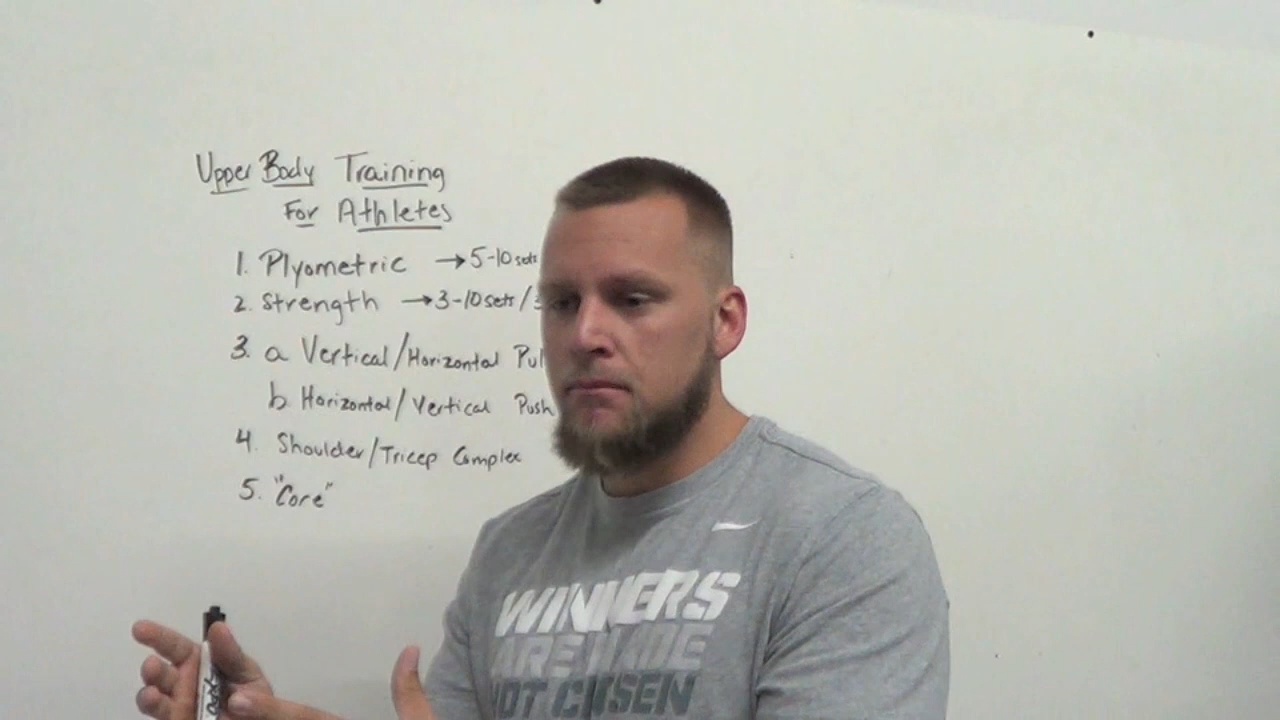 Upper Body Training
For Athletes
1. Plyometric → 5-10 sets
2. Strength → 3-10 sets /
3. a Vertical/Horizontal
b. Horizontal/Vertical Push
4. Shoulder/Tricep Complex
5. "Core"
WINNERS
ARE MADE
NOT CHOSEN